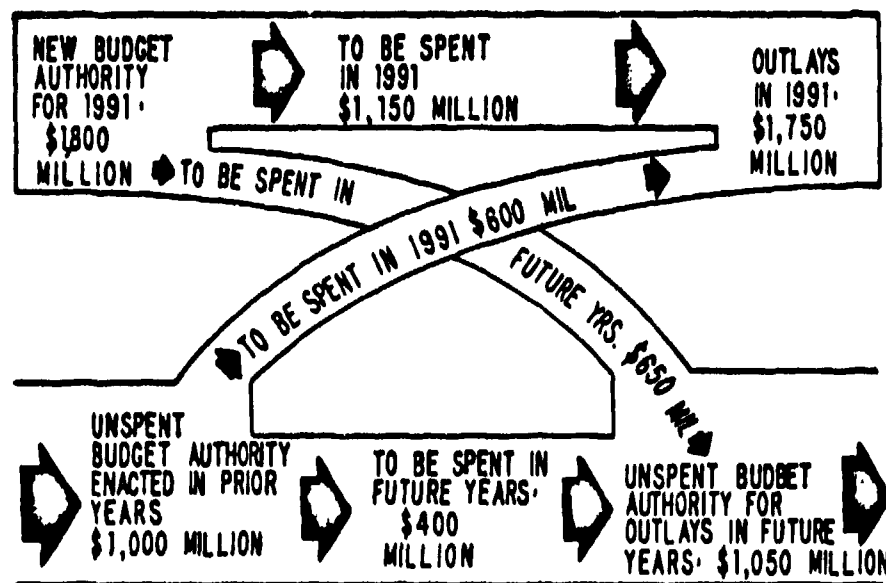 NEW BUDGET
AUTHORITY
FOR 1991·
$1,800
MILLION
TO BE SPENT
IN 1991
$1,150 MILLION
OUTLAYS
IN 1991·
$1,750
MILLION
TO BE SPENT IN
FUTURE YRS. $650 MIL
TO BE SPENT IN 1991 $600 MIL
UNSPENT
BUDGET AUTHORITY
ENACTED IN PRIOR
YEARS
$1,000 MILLION
TO BE SPENT IN
FUTURE YEARS·
$400
MILLION
UNSPENT BUDBET
AUTHORITY FOR
OUTLAYS IN FUTURE
YEARS· $1,050 MILLION